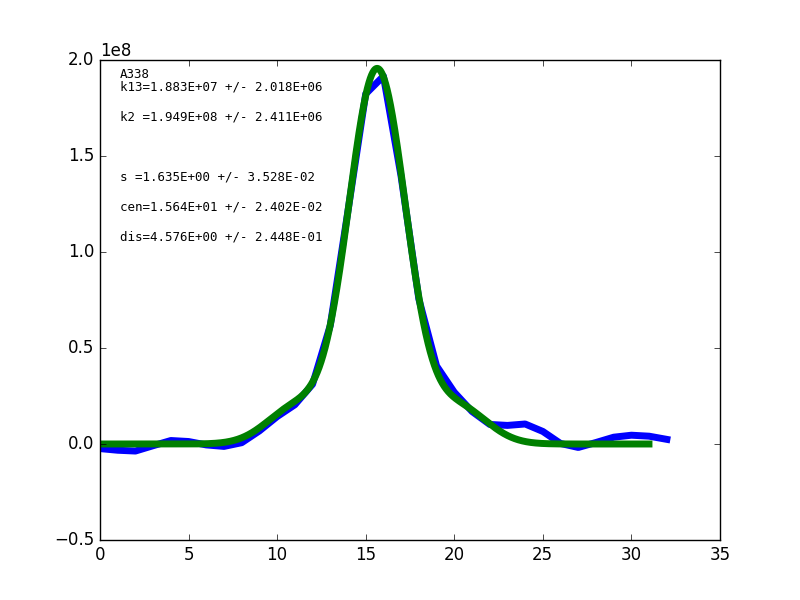 1e8
2.0
A338
k13=1.883E+07 +/- 2.018E+06
k2 =1.949E+08 +/- 2.411E+06
1.5
s =1.635E+00 +/- 3.528E-02
cen=1.564E+01 +/- 2.402E-02
1.0
dis=4.576E+00 +/- 2.448E-01
0.5
0.0
−0.5
0 5 10 15 20 25 30 35